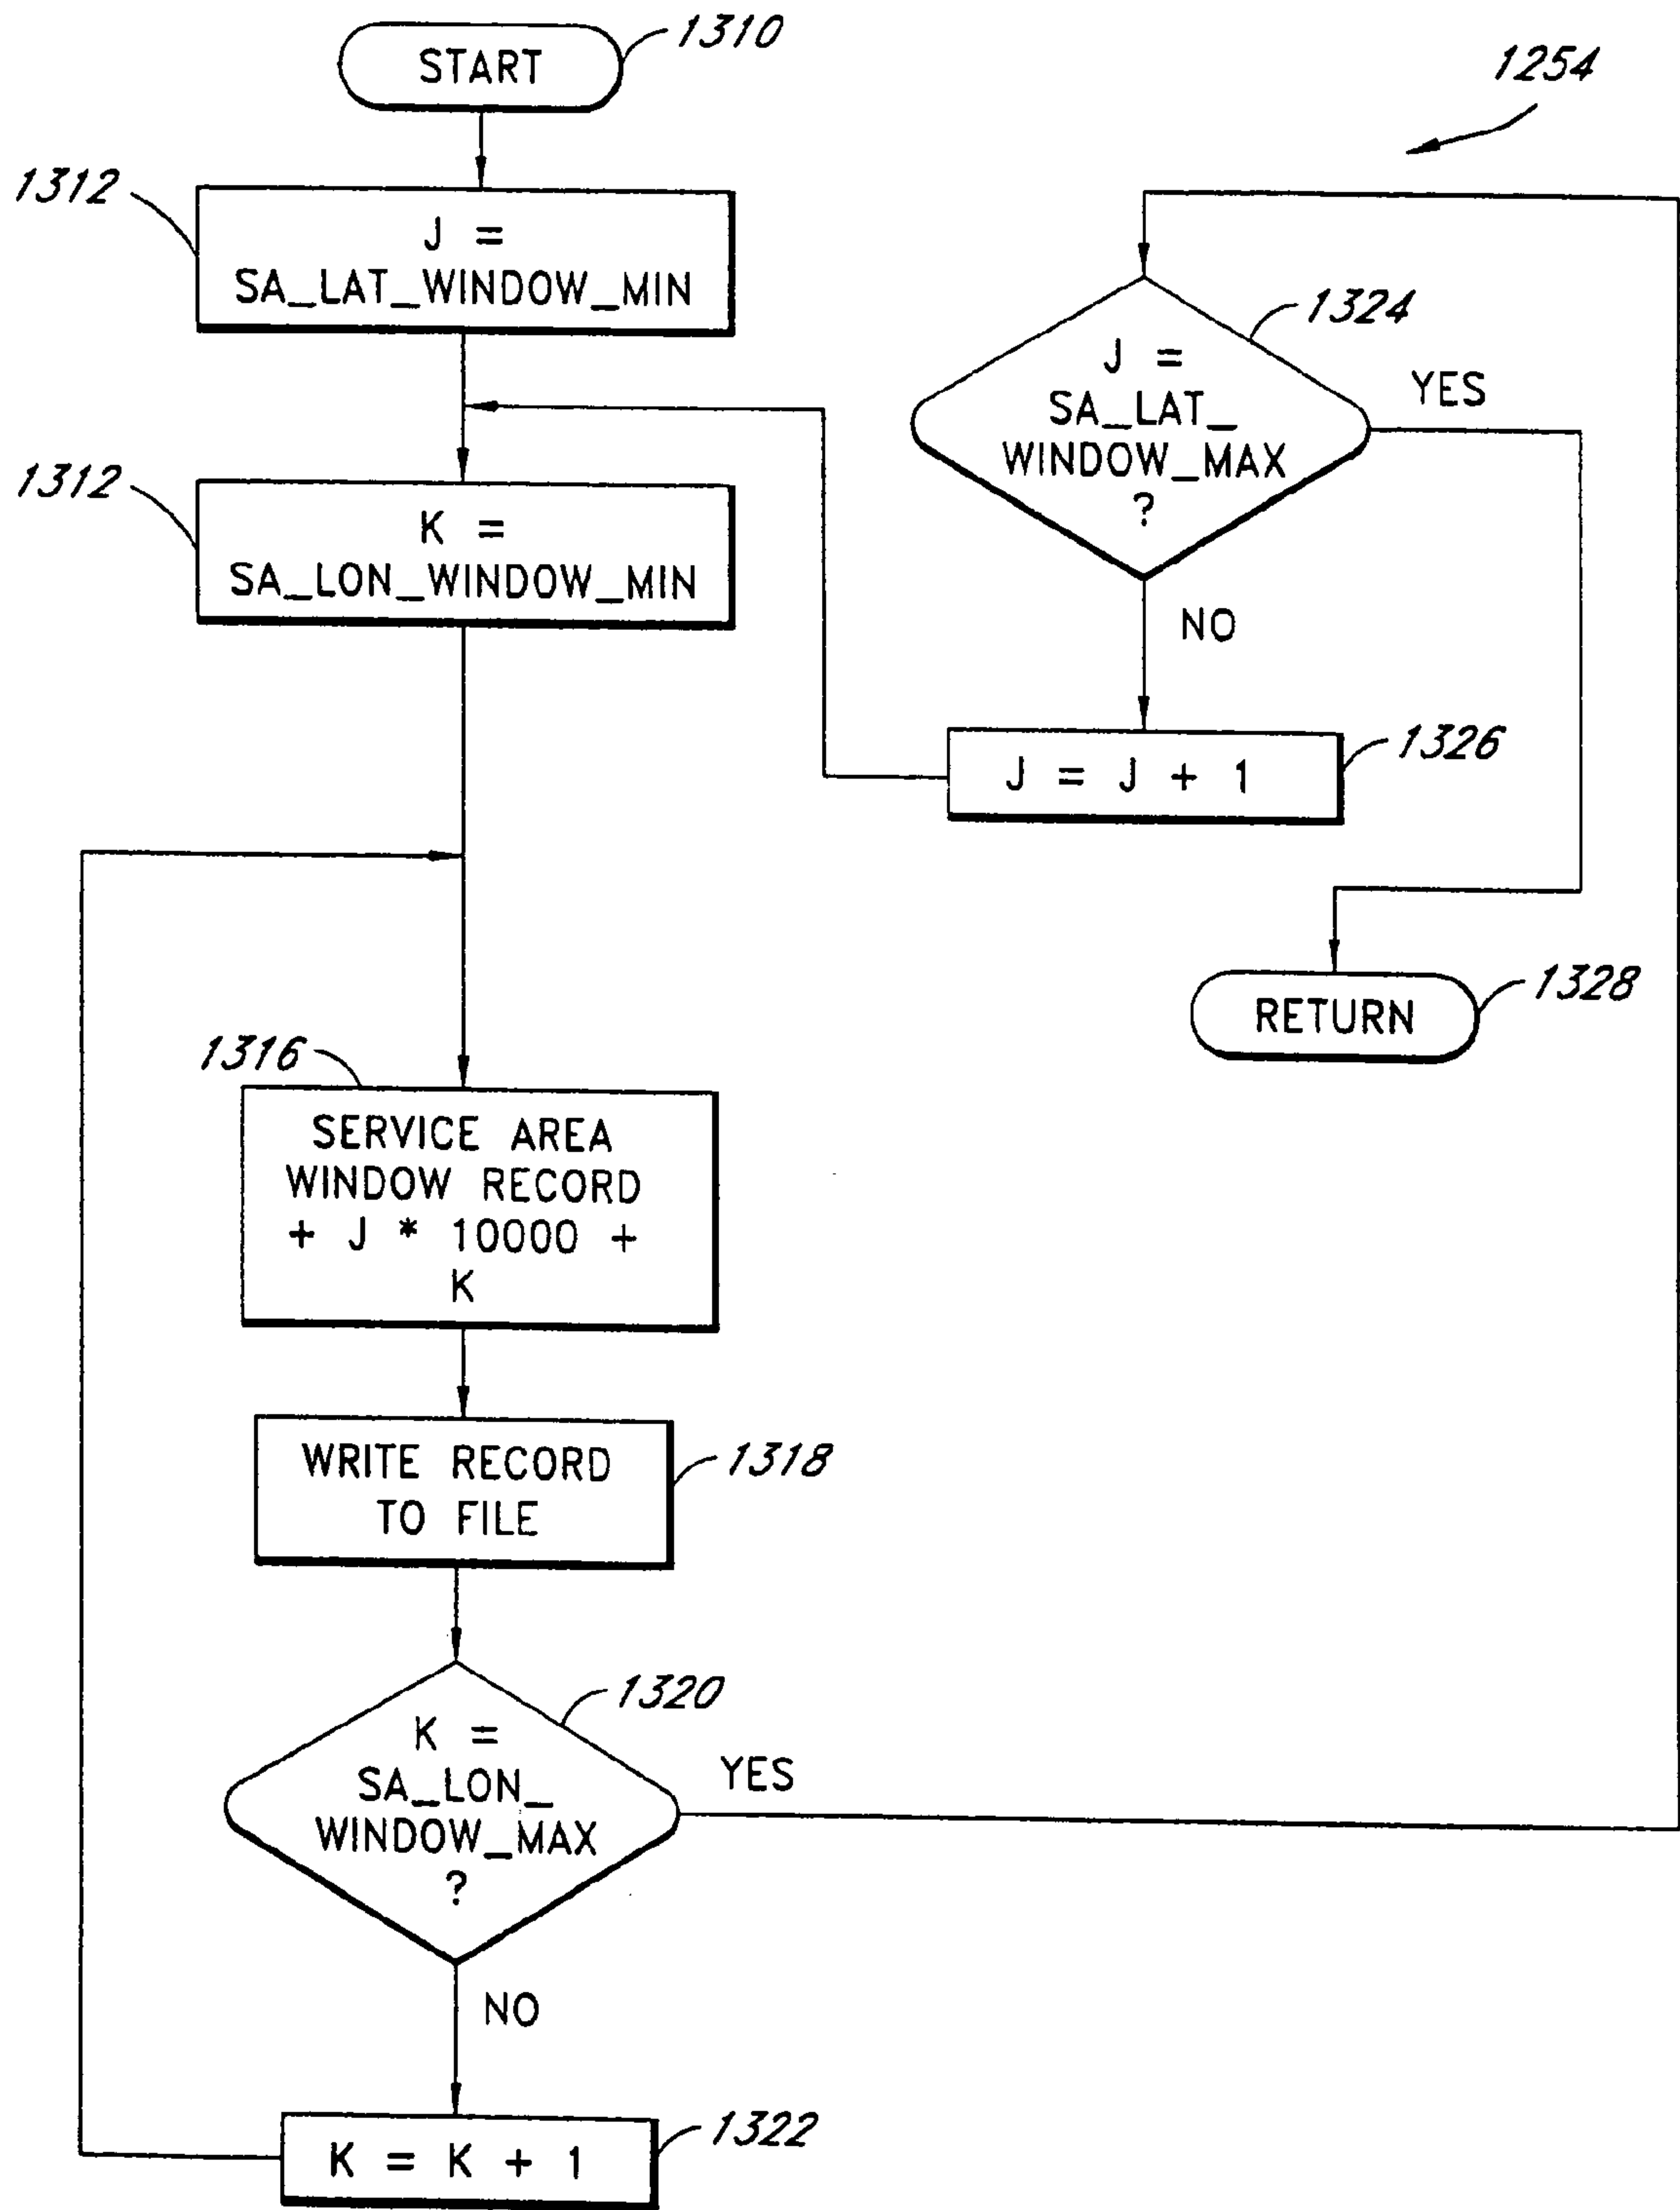 START
1310
1254
1312
J =
SA_LAT_WINDOW_MIN
1312
K =
SA_LON_WINDOW_MIN
1324
J =
SA_LAT_
WINDOW_MAX
?
YES
NO
1326
J = J + 1
1328
RETURN
1316
SERVICE AREA
WINDOW RECORD
+ J * 10000 +
K
WRITE RECORD
TO FILE
1318
1320
K =
SA_LON_
WINDOW_MAX
?
YES
NO
1322
K = K + 1